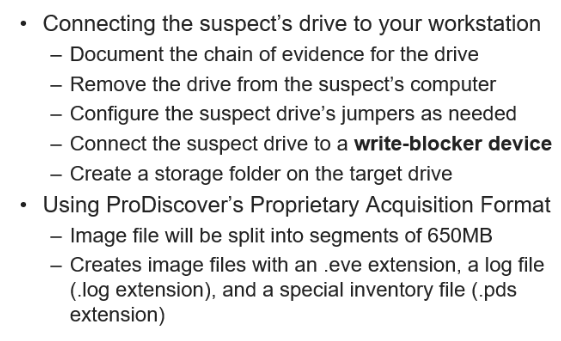 • Connecting the suspect’s drive to your workstation
– Document the chain of evidence for the drive
– Remove the drive from the suspect’s computer
– Configure the suspect drive’s jumpers as needed
– Connect the suspect drive to a write-blocker device
– Create a storage folder on the target drive
• Using ProDiscover’s Proprietary Acquisition Format
– Image file will be split into segments of 650MB
– Creates image files with an .eve extension, a log file
(.log extension), and a special inventory file (.pds
extension)